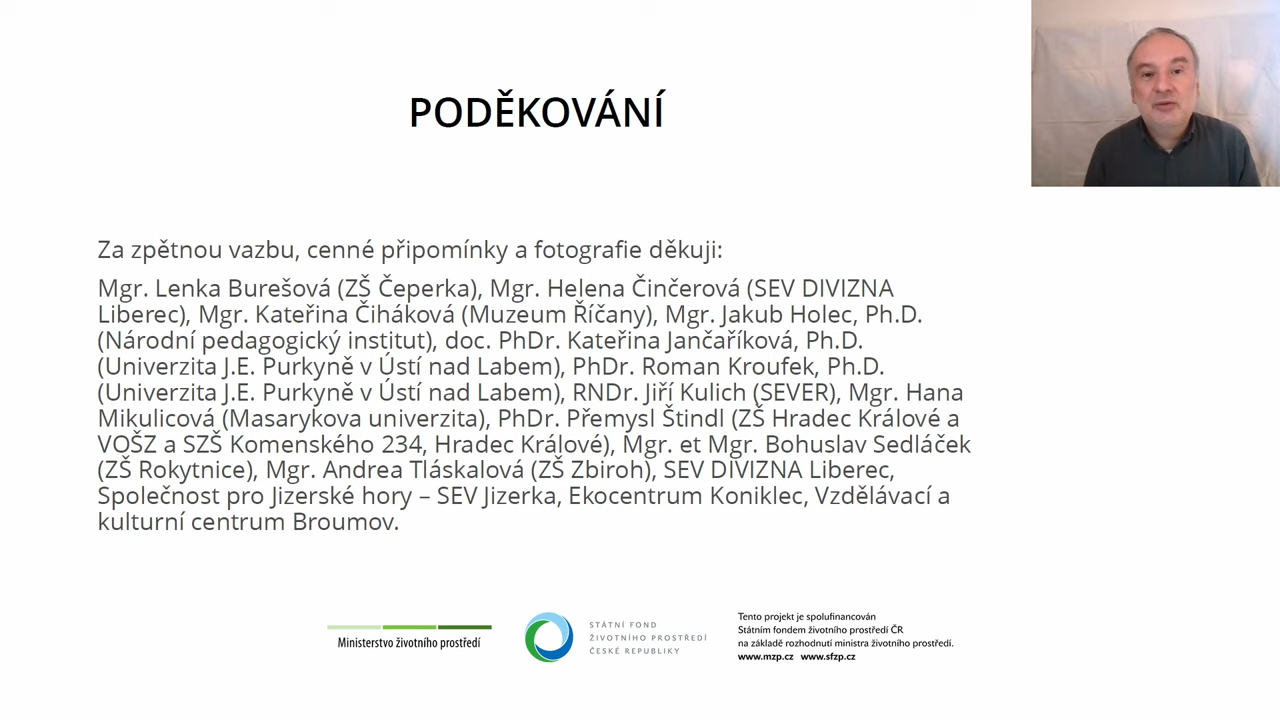 PODĚKOVÁNÍ
Za zpětnou vazbu, cenné připomínky a fotografie děkuji:
Mgr. Lenka Burešová (ZŠ Čeperka), Mgr. Helena Činčerová (SEV DIVIZNA
Liberec), Mgr. Kateřina Čiháková (Muzeum Říčany), Mgr. Jakub Holec, Ph.D.
(Národní pedagogický institut), doc. PhDr. Kateřina Jančaříková, Ph.D.
(Univerzita J.E. Purkyně v Ústí nad Labem), PhDr. Roman Kroufek, Ph.D.
(Univerzita J.E. Purkyně v Ústí nad Labem), RNDr. Jiří Kulich (SEVER), Mgr. Hana
Mikulicová (Masarykova univerzita), PhDr. Přemysl Štindl (ZŠ Hradec Králové a
VOŠZ a SZŠ Komenského 234, Hradec Králové), Mgr. et Mgr. Bohuslav Sedláček
(ZŠ Rokytnice), Mgr. Andrea Tláskalová (ZŠ Zbiroh), SEV DIVIZNA Liberec,
Společnost pro Jizerské hory – SEV Jizerka, Ekocentrum Koniklec, Vzdělávací a
kulturní centrum Broumov.
Ministerstvo životního prostředí
STÁTNÍ FOND
ŽIVOTNÍHO PROSTŘEDÍ
ČESKÉ REPUBLIKY
Tento projekt je spolufinancován
Státním fondem životního prostředí ČR
na základě rozhodnutí ministra životního prostředí.
www.mzp.cz www.sfzp.cz